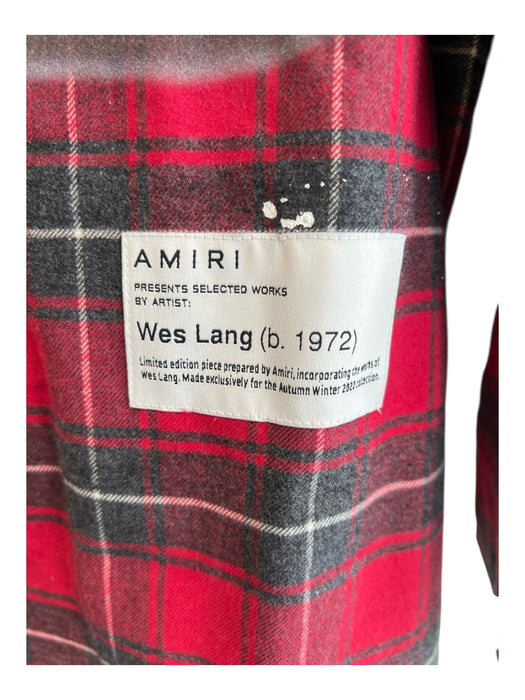 AMIRI
PRESENTS SELECTED WORKS
BY ARTIST:
Wes Lang (b. 1972)
Limited edition piece prepared by Amiri, incorporating the works of
Wes Lang. Made exclusively for the Autumn Winter 2022 collection.